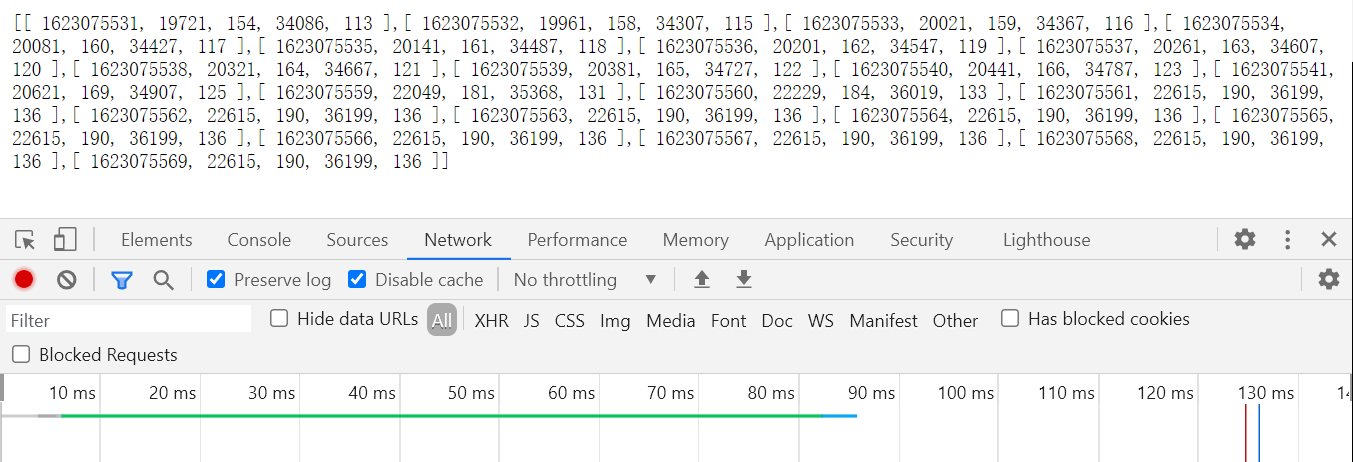 [[ 1623075531, 19721, 154, 34086, 113 ],[ 1623075532, 19961, 158, 34307, 115 ],[ 1623075533, 20021, 159, 34367, 116 ],[ 1623075534,
20081, 160, 34427, 117 ],[ 1623075535, 20141, 161, 34487, 118 ],[ 1623075536, 20201, 162, 34547, 119 ],[ 1623075537, 20261, 163, 34607,
120 ],[ 1623075538, 20321, 164, 34667, 121 ],[ 1623075539, 20381, 165, 34727, 122 ],[ 1623075540, 20441, 166, 34787, 123 ],[ 1623075541,
20621, 169, 34907, 125 ],[ 1623075559, 22049, 181, 35368, 131 ],[ 1623075560, 22229, 184, 36019, 133 ],[ 1623075561, 22615, 190, 36199,
136 ],[ 1623075562, 22615, 190, 36199, 136 ],[ 1623075563, 22615, 190, 36199, 136 ],[ 1623075564, 22615, 190, 36199, 136 ],[ 1623075565,
22615, 190, 36199, 136 ],[ 1623075566, 22615, 190, 36199, 136 ],[ 1623075567, 22615, 190, 36199, 136 ],[ 1623075568, 22615, 190, 36199,
136 ],[ 1623075569, 22615, 190, 36199, 136 ]]
Elements Console Sources Network Performance Memory Application Security Lighthouse
Preserve log Disable cache No throttling
Filter Hide data URLs All XHR JS CSS Img Media Font Doc WS Manifest Other Has blocked cookies
Blocked Requests
10 ms 20 ms 30 ms 40 ms 50 ms 60 ms 70 ms 80 ms 90 ms 100 ms 110 ms 120 ms 130 ms